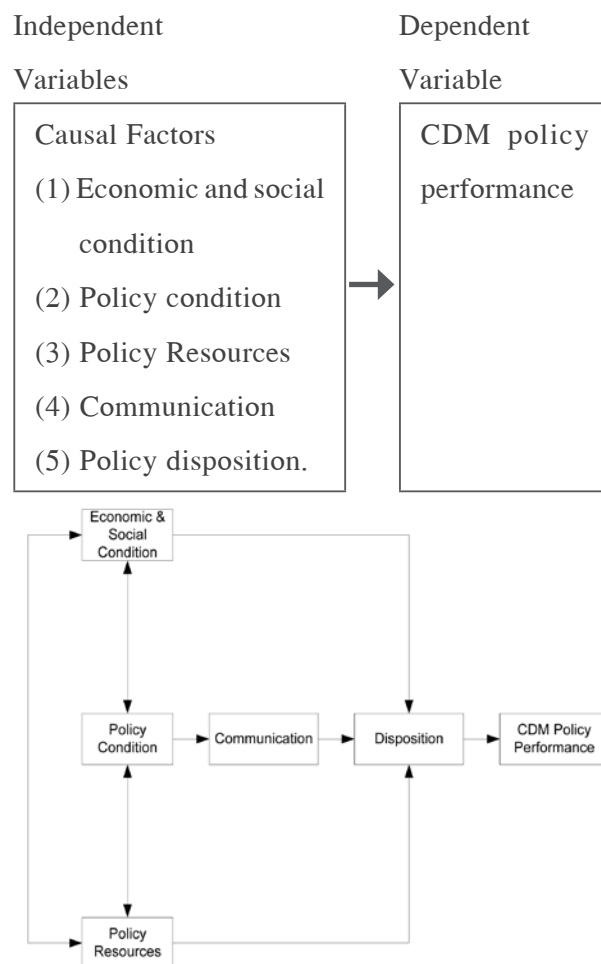 Independent
Variables
Dependent
Variable
Causal Factors
(1) Economic and social
condition
(2) Policy condition
(3) Policy Resources
(4) Communication
(5) Policy disposition.
CDM policy
performance
Economic &
Social
Condition
Policy
Condition
Communication
Disposition
CDM Policy
Performance
Policy
Resources